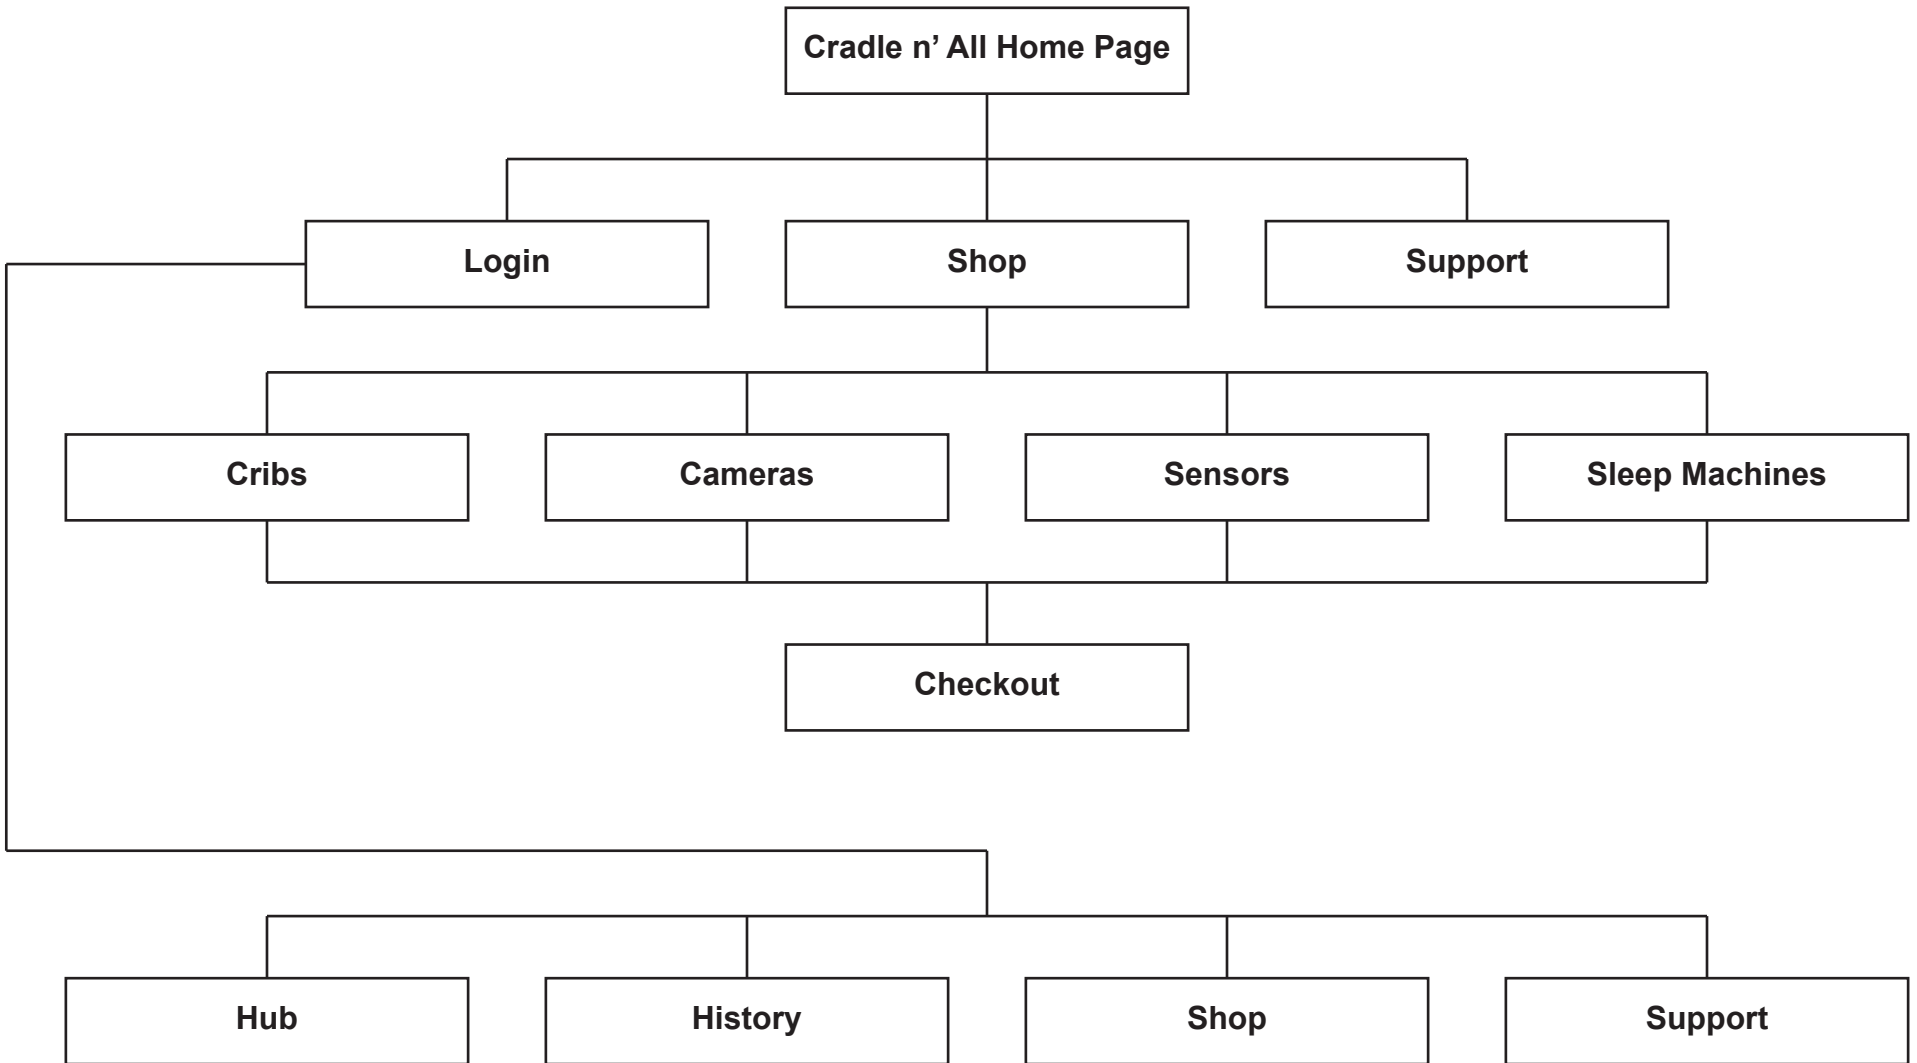 Cradle n’ All Home Page
Login
Shop
Support
Cribs
Cameras
Sensors
Sleep Machines
Checkout
Hub
History
Shop
Support